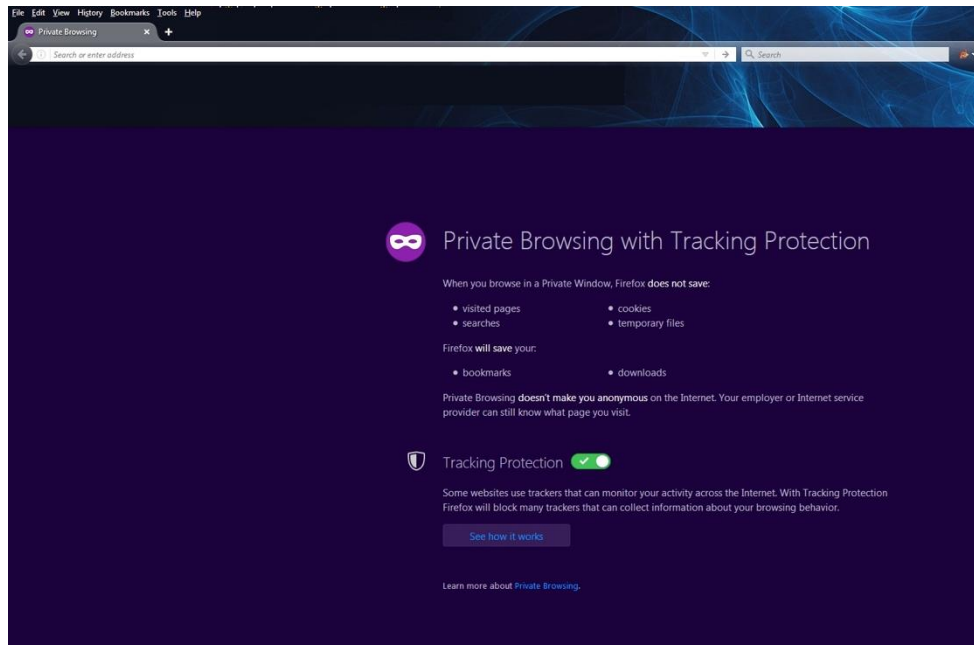 File Edit View History Bookmarks Tools Help
Private Browsing
Search or enter address
Search
Private Browsing with Tracking Protection
When you browse in a Private Window, Firefox does not save:
visited pages
cookies
searches
temporary files
Firefox will save your:
bookmarks
downloads
Private Browsing doesn't make you anonymous on the Internet. Your employer or Internet service
provider can still know what page you visit.
Tracking Protection
Some websites use trackers that can monitor your activity across the Internet. With Tracking Protection
Firefox will block many trackers that can collect information about your browsing behavior.
See how it works
Learn more about Private Browsing.